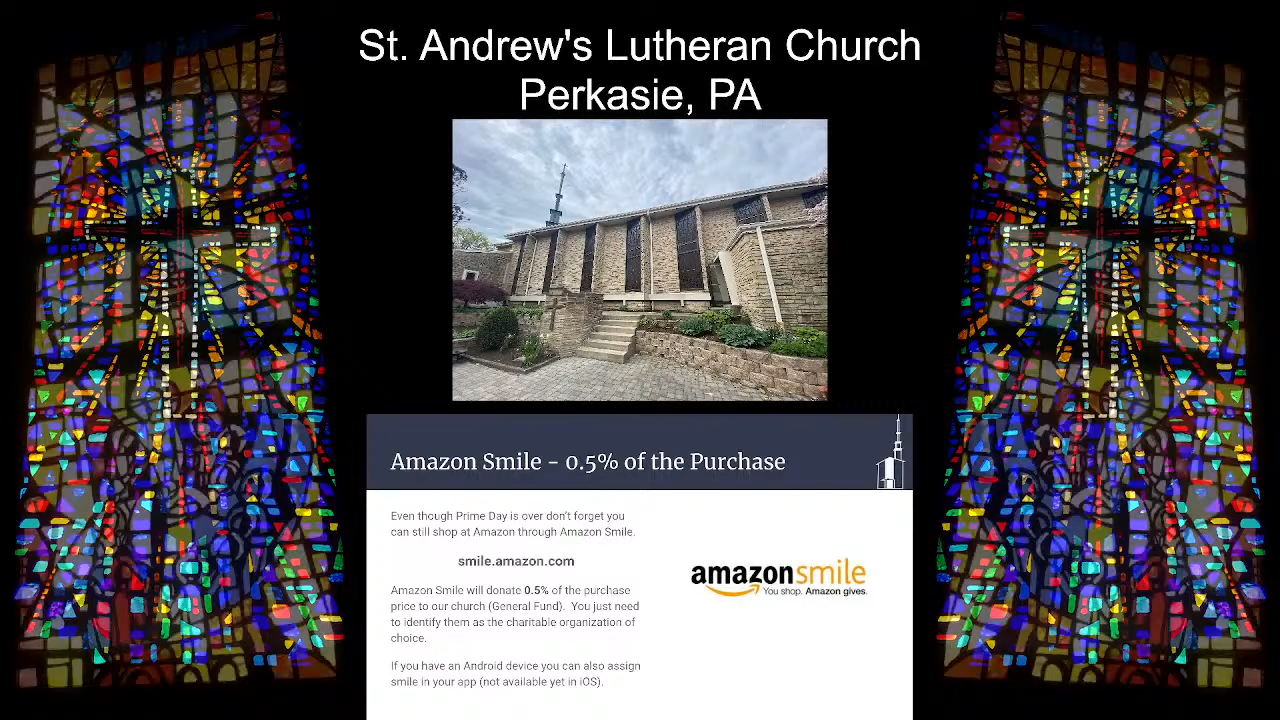 St. Andrew's Lutheran Church
Perkasie, PA
Amazon Smile - 0.5% of the Purchase
Even though Prime Day is over don't forget you
can still shop at Amazon through Amazon Smile.
smile.amazon.com
Amazon Smile will donate 0.5% of the purchase
price to our church (General Fund). You just need
to identify them as the charitable organization of
choice.
If you have an Android device you can also assign
smile in your app (not available yet in iOS).
amazonsmile
You shop. Amazon gives.